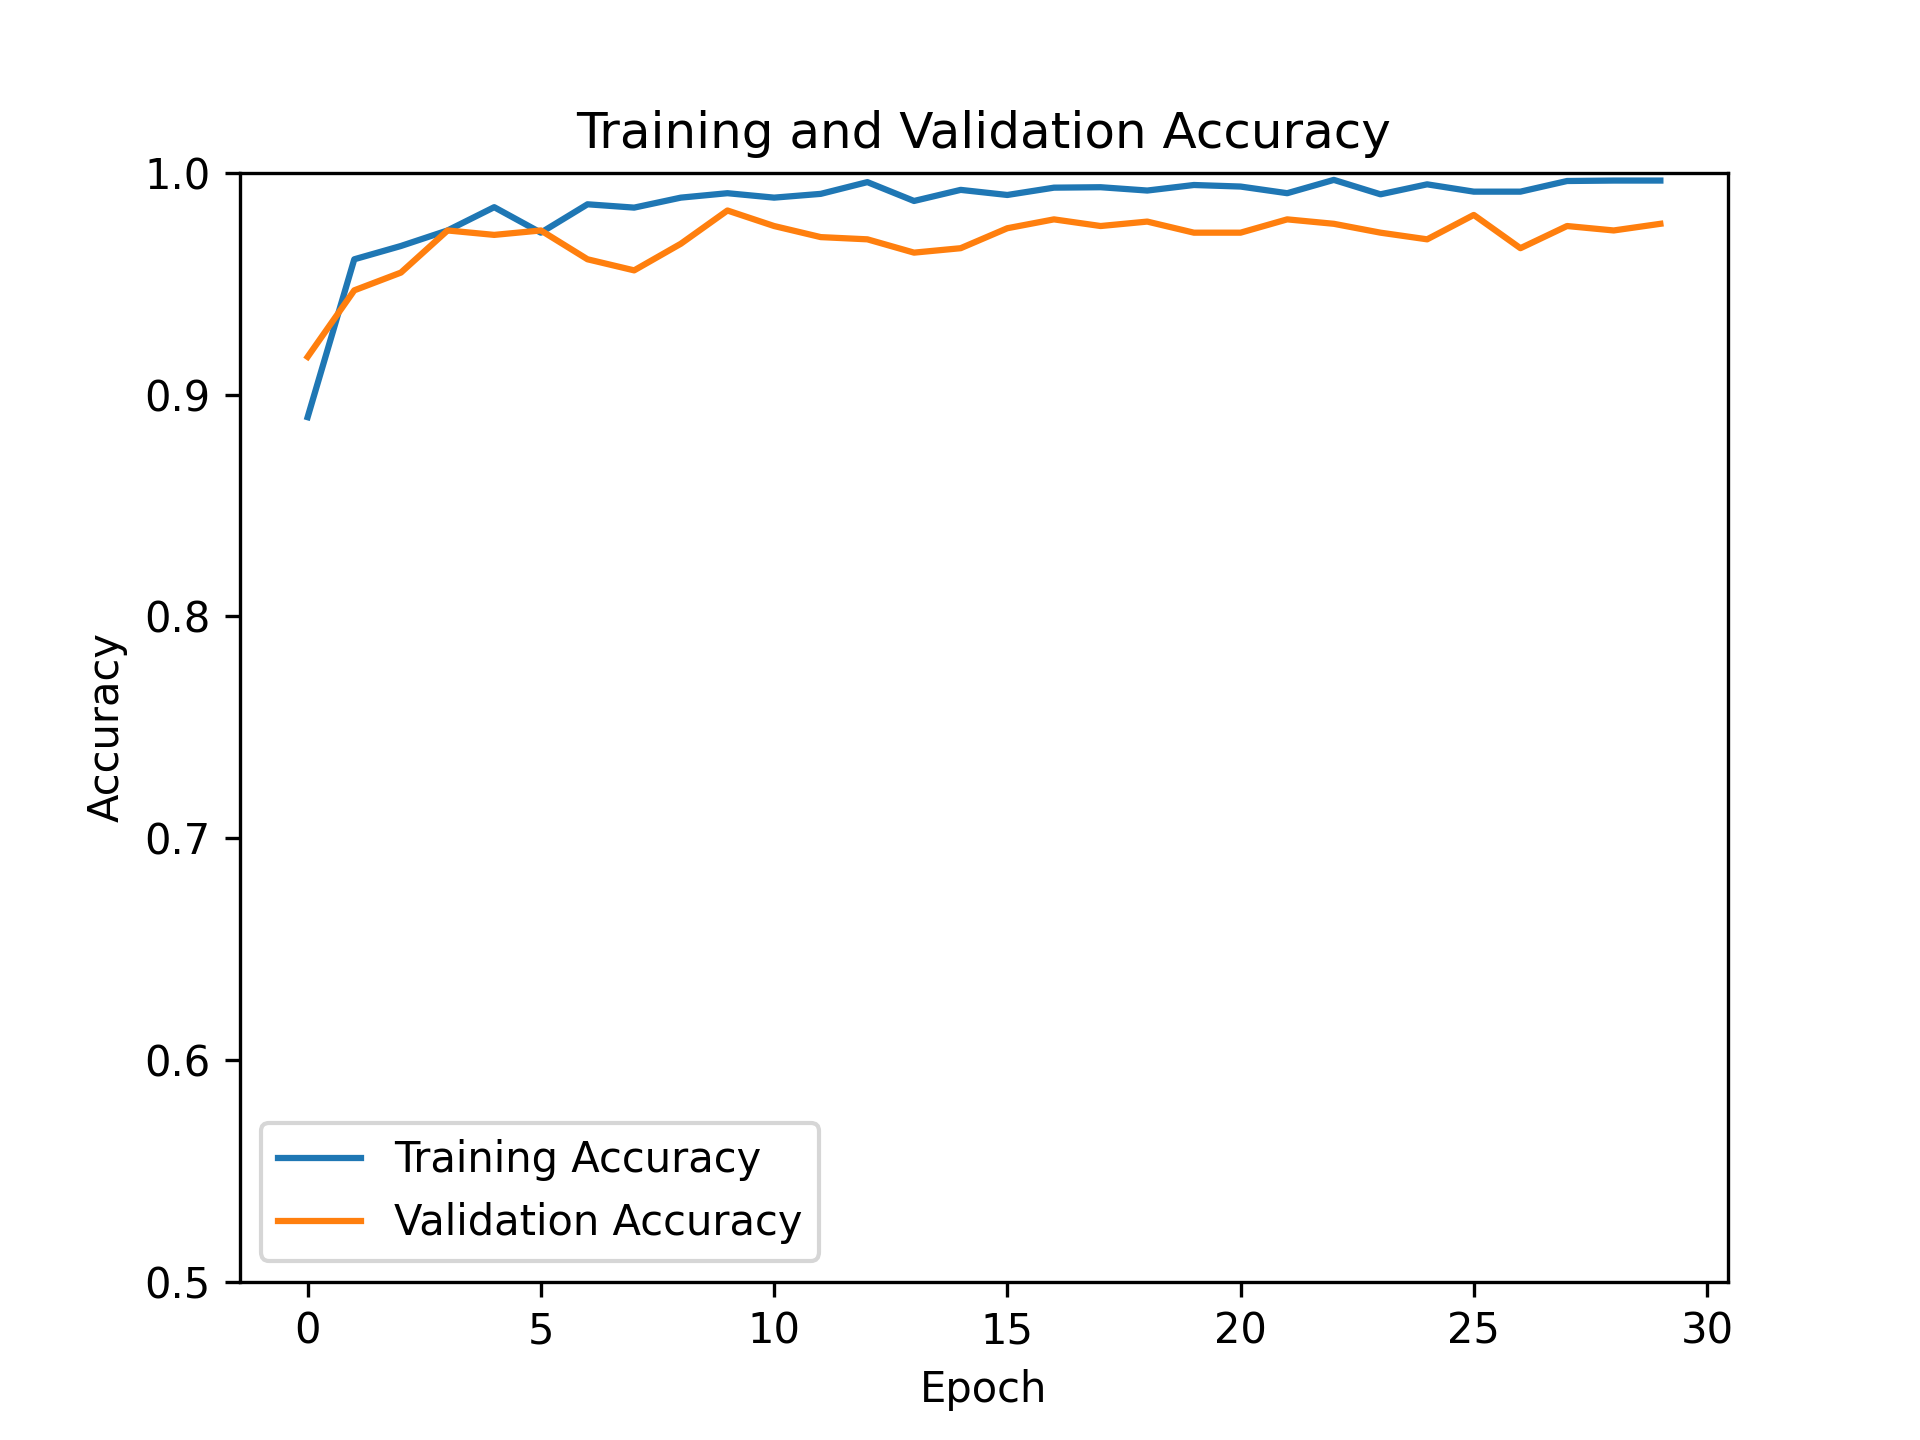 Training and Validation Accuracy
1.0
0.9
0.8
0.7
0.6
0.5
Accuracy
Training Accuracy
Validation Accuracy
0 5 10 15 20 25 30
Epoch